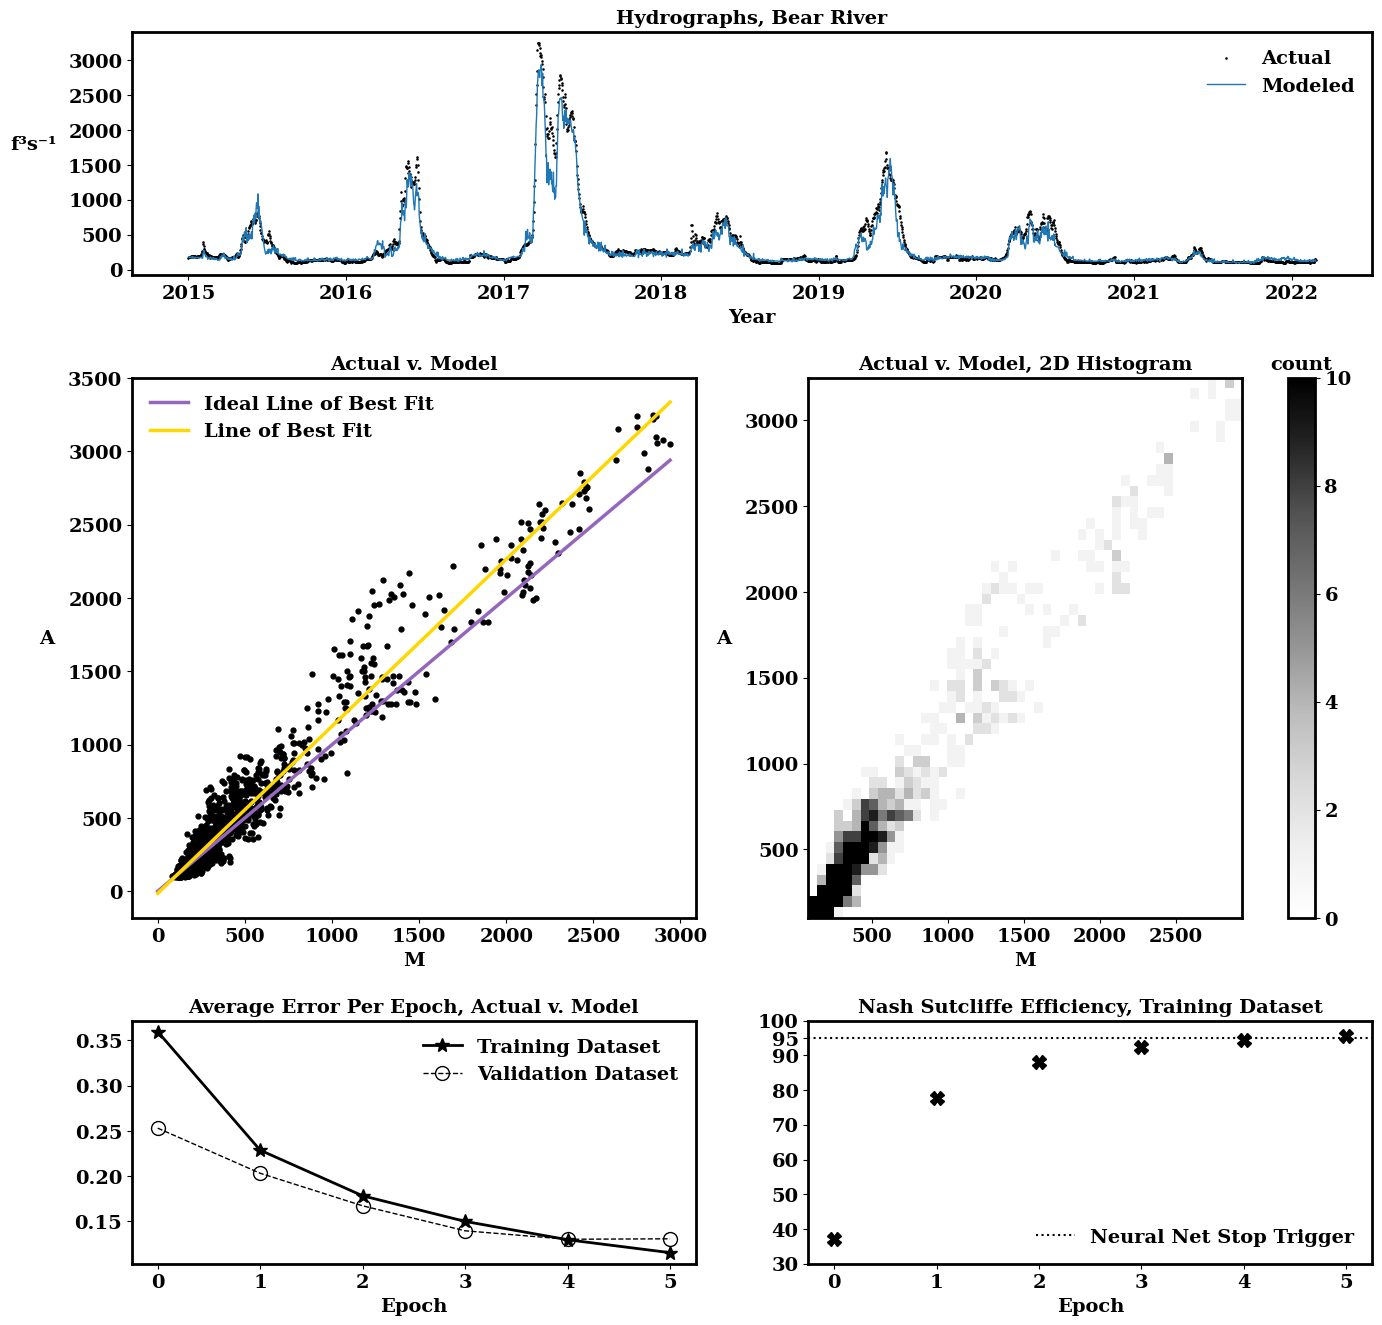 Hydrographs, Bear River
3000
2500
2000
1500
1000
500
0
f³s⁻¹
Actual
Modeled
2015 2016 2017 2018 2019 2020 2021 2022
Year
Actual v. Model
3500
3000
2500
2000
1500
1000
500
0
A
Ideal Line of Best Fit
Line of Best Fit
0 500 1000 1500 2000 2500 3000
M
Actual v. Model, 2D Histogram
3000
2500
2000
1500
1000
500
A
500 1000 1500 2000 2500
M
count
10
8
6
4
2
0
Average Error Per Epoch, Actual v. Model
0.35
0.30
0.25
0.20
0.15
Training Dataset
Validation Dataset
0 1 2 3 4 5
Epoch
Nash Sutcliffe Efficiency, Training Dataset
100
95
90
80
70
60
50
40
30
Neural Net Stop Trigger
0 1 2 3 4 5
Epoch